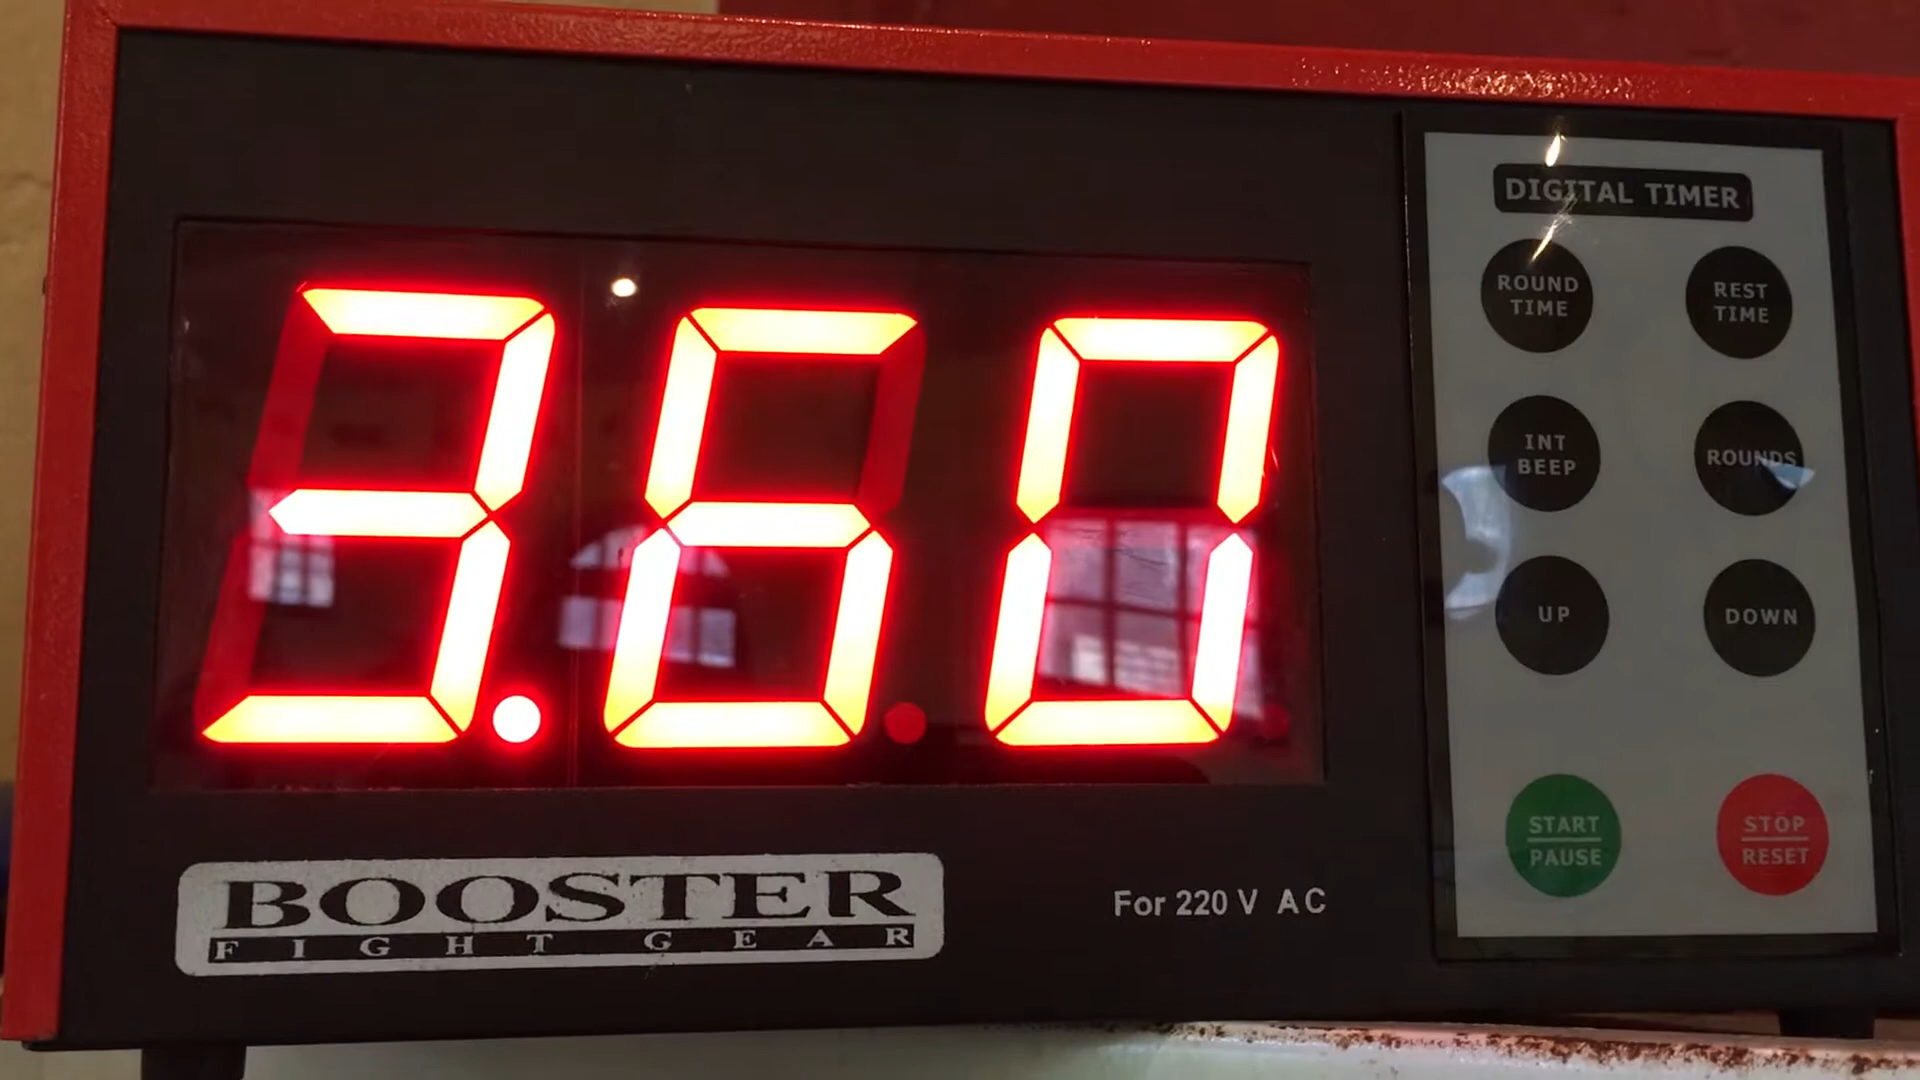 3.60
DIGITAL TIMER
ROUND
TIME
REST
TIME
INT
BEEP
ROUNDS
UP
DOWN
START
PAUSE
STOP
RESET
BOOSTER
FIGHT GEAR
For 220 V AC